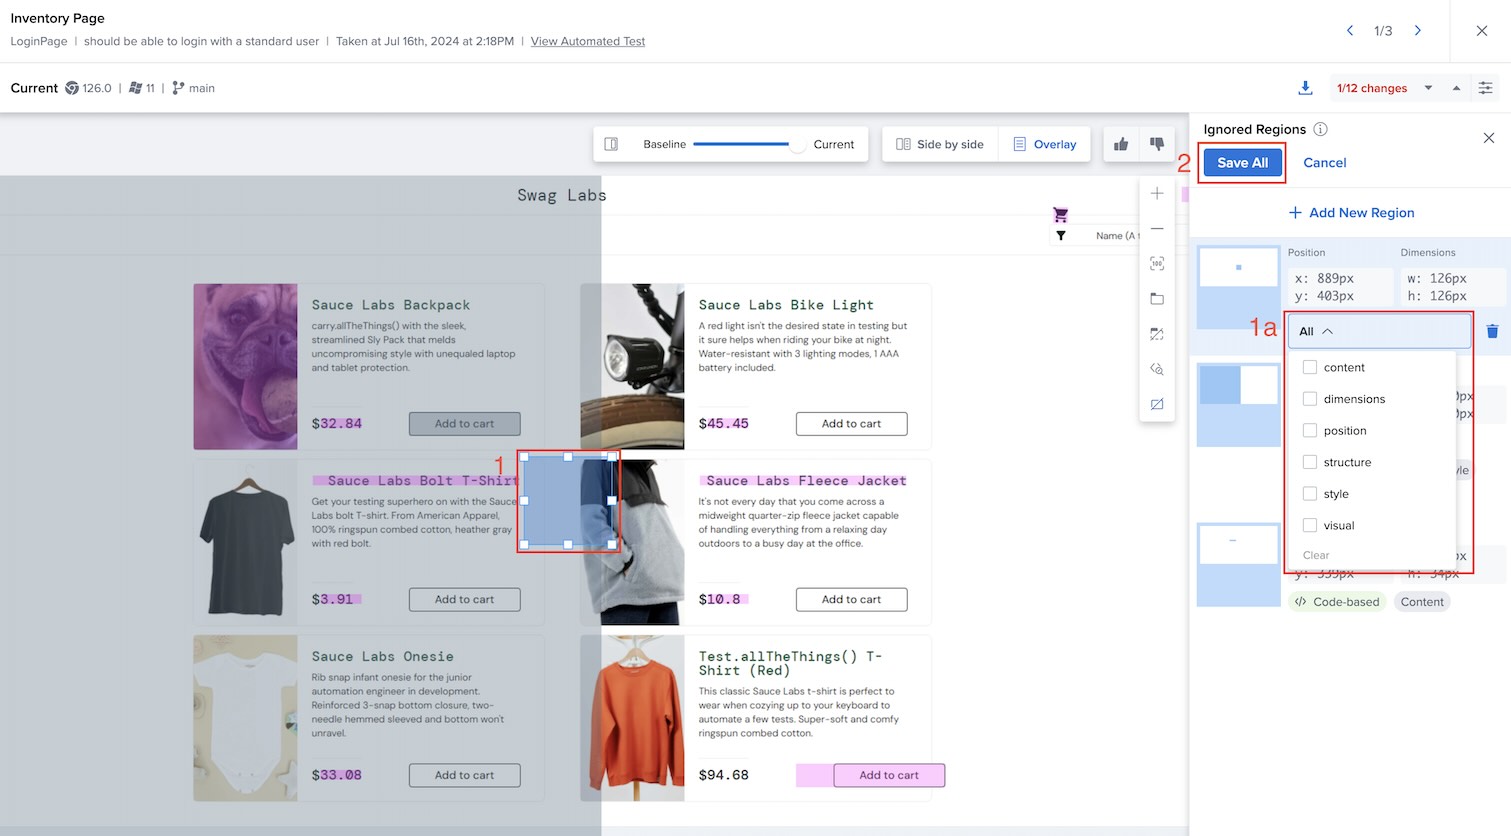 Inventory Page
LoginPage | should be able to login with a standard user | Taken at Jul 16th, 2024 at 2:18PM | View Automated Test
1/3
Current 126.0 | 11 | main
1/12 changes
Baseline Current
Side by side
Overlay
Ignored Regions
2
Save All
Cancel
Add New Region
Swag Labs
Name (A t
100
Position
Dimensions
x: 889px
y: 403px
w: 126px
h: 126px
1a
All
content
dimensions
position
structure
style
visual
Clear
Code-based
Content
Sauce Labs Backpack
carry.allTheThings() with the sleek,
streamlined Sly Pack that melds
uncompromising style with unequaled laptop
and tablet protection.
$32.84
Add to cart
Sauce Labs Bike Light
A red light isn't the desired state in testing but
it sure helps when riding your bike at night.
Water-resistant with 3 lighting modes, 1 AAA
battery included.
$45.45
Add to cart
1
Sauce Labs Bolt T-Shirt
Get your testing superhero on with the Sauce
Labs bolt T-shirt. From American Apparel,
100% ringspun combed cotton, heather gray
with red bolt.
$3.91
Add to cart
Sauce Labs Fleece Jacket
It's not every day that you come across a
midweight quarter-zip fleece jacket capable
of handling everything from a relaxing day
outdoors to a busy day at the office.
$10.8
Add to cart
Sauce Labs Onesie
Rib snap infant onesie for the junior
automation engineer in development.
Reinforced 3-snap bottom closure, two-
needle hemmed sleeved and bottom won't
unravel.
$33.08
Add to cart
Test.allTheThings() T-
Shirt (Red)
This classic Sauce Labs t-shirt is perfect to
wear when cozying up to your keyboard to
automate a few tests. Super-soft and comfy
ringspun combed cotton.
$94.68
Add to cart